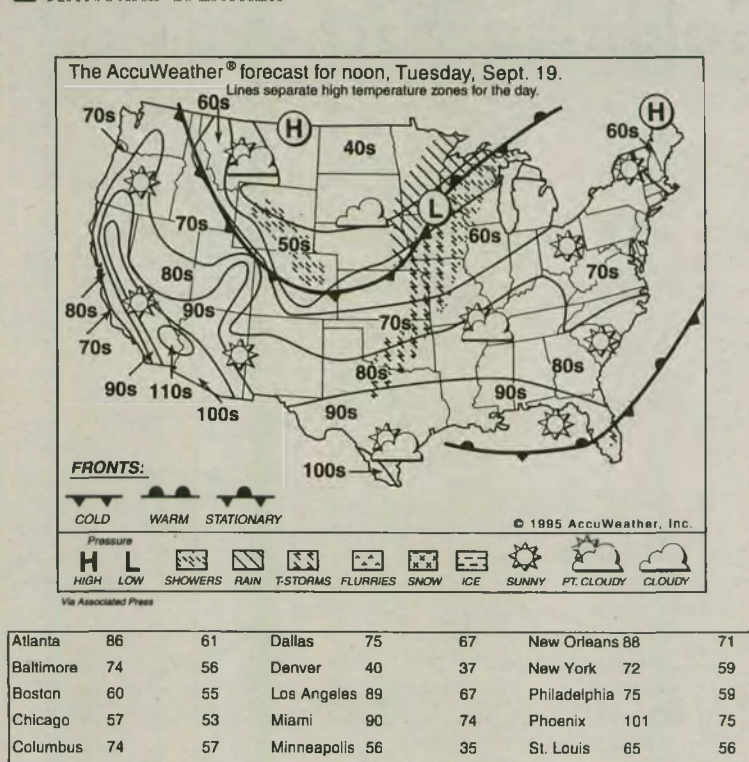 The AccuWeather® forecast for noon, Tuesday, Sept. 19.
Lines separate high temperature zones for the day.
70s
60s
H
40s
H
60s
L
70s
50s
60s
80s
70s
80s
90s
70s
70s
80s
80s
90s
110s
90s
90s
100s
100s
FRONTS:
COLD WARM STATIONARY
© 1995 AccuWeather, Inc.
Pressure
H L
HIGH LOW SHOWERS RAIN T-STORMS FLURRIES SNOW ICE SUNNY PT. CLOUDY CLOUDY
Via Associated Press
Atlanta 86 61 Dallas 75 67 New Orleans 88 71
Baltimore 74 56 Denver 40 37 New York 72 59
Boston 60 55 Los Angeles 89 67 Philadelphia 75 59
Chicago 57 53 Miami 90 74 Phoenix 101 75
Columbus 74 57 Minneapolis 56 35 St. Louis 65 56